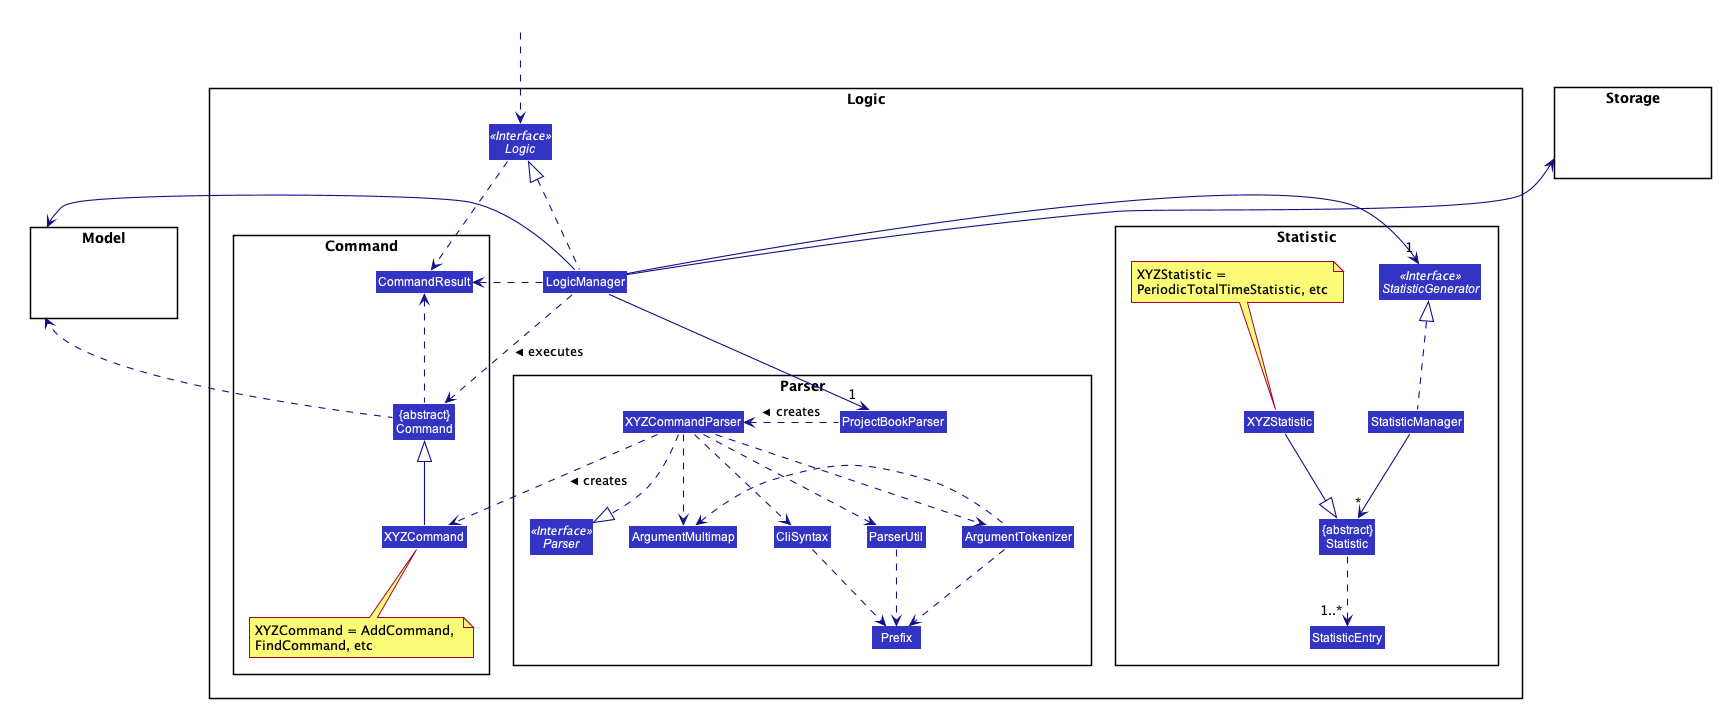 Logic
Storage
«Interface»
Logic
Model
Command
CommandResult
LogicManager
Statistic
1
XYZStatistic =
PeriodicTotalTimeStatistic, etc
«Interface»
StatisticGenerator
◄ executes
Parser
1
{abstract}
Command
XYZCommandParser
◄ creates
ProjectBookParser
XYZStatistic
StatisticManager
◄ creates
*
XYZCommand
«Interface»
Parser
ArgumentMultimap
CliSyntax
ParserUtil
ArgumentTokenizer
{abstract}
Statistic
1..*
XYZCommand = AddCommand,
FindCommand, etc
Prefix
StatisticEntry